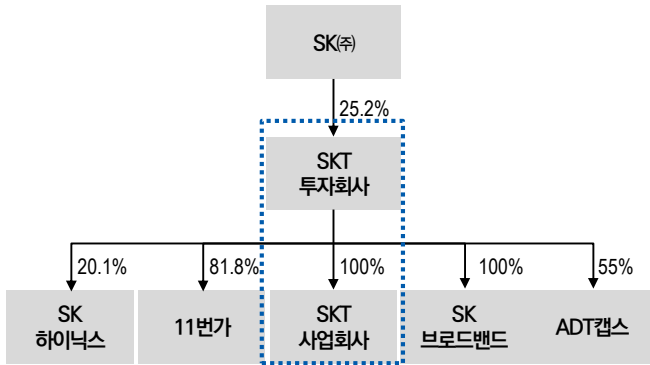 SK㈜
25.2%
SKT
투자회사
20.1%
81.8%
100%
100%
55%
SK
하이닉스
11번가
SKT
사업회사
SK
브로드밴드
ADT캡스